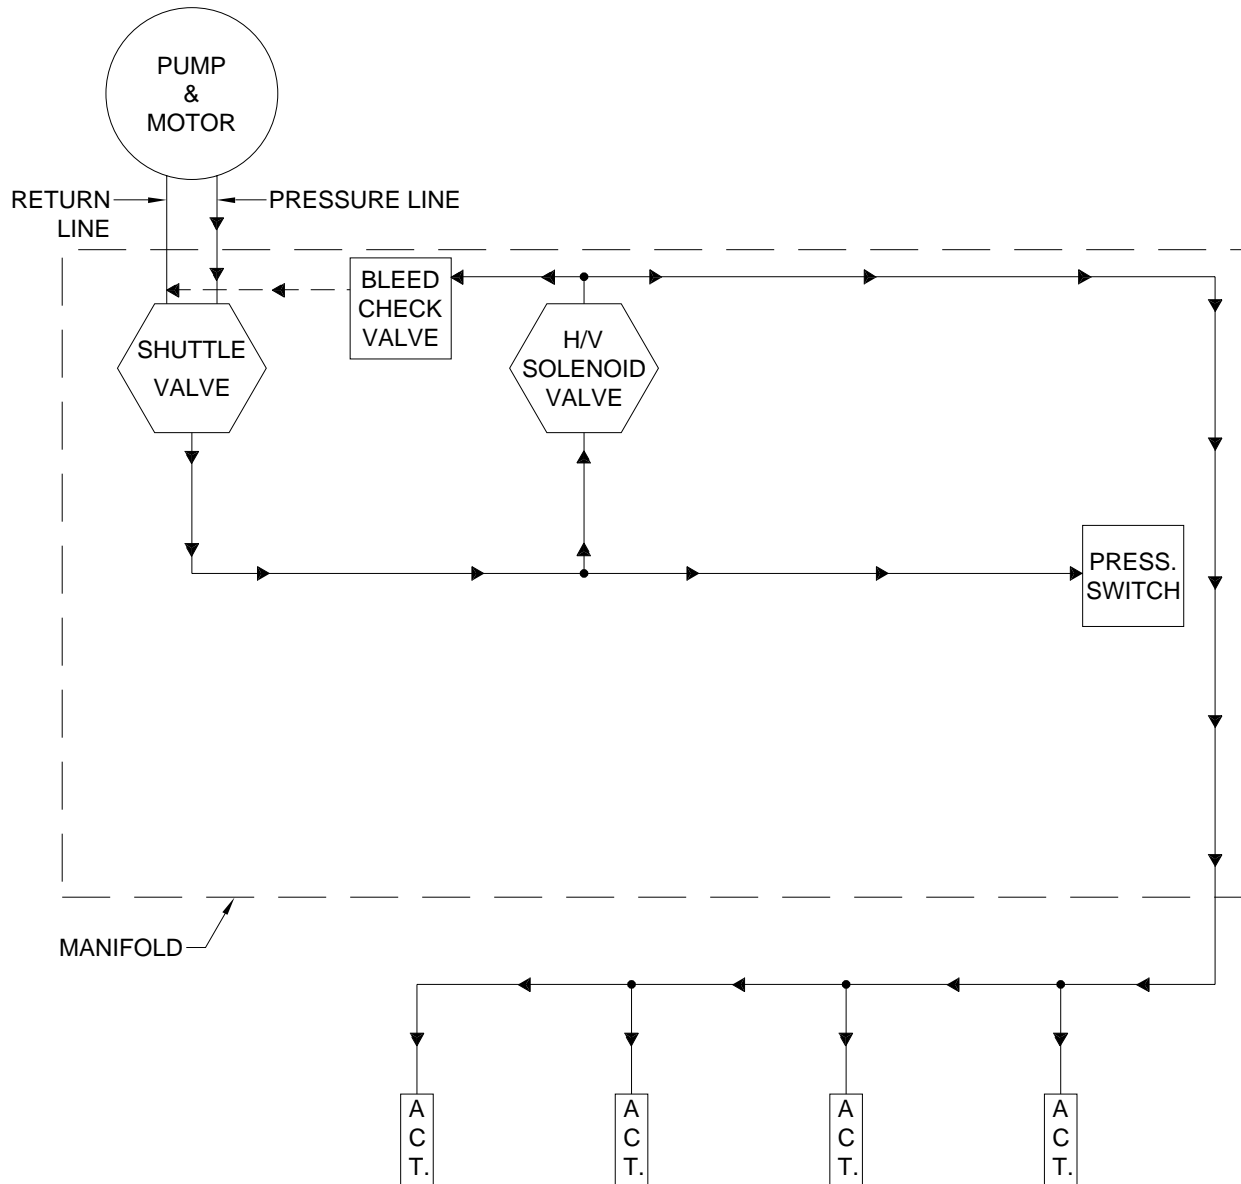 PUMP
&
MOTOR
RETURN
LINE
PRESSURE LINE
BLEED
CHECK
VALVE
SHUTTLE
VALVE
H/V
SOLENOID
VALVE
PRESS.
SWITCH
MANIFOLD
A
C
T.
A
C
T.
A
C
T.
A
C
T.